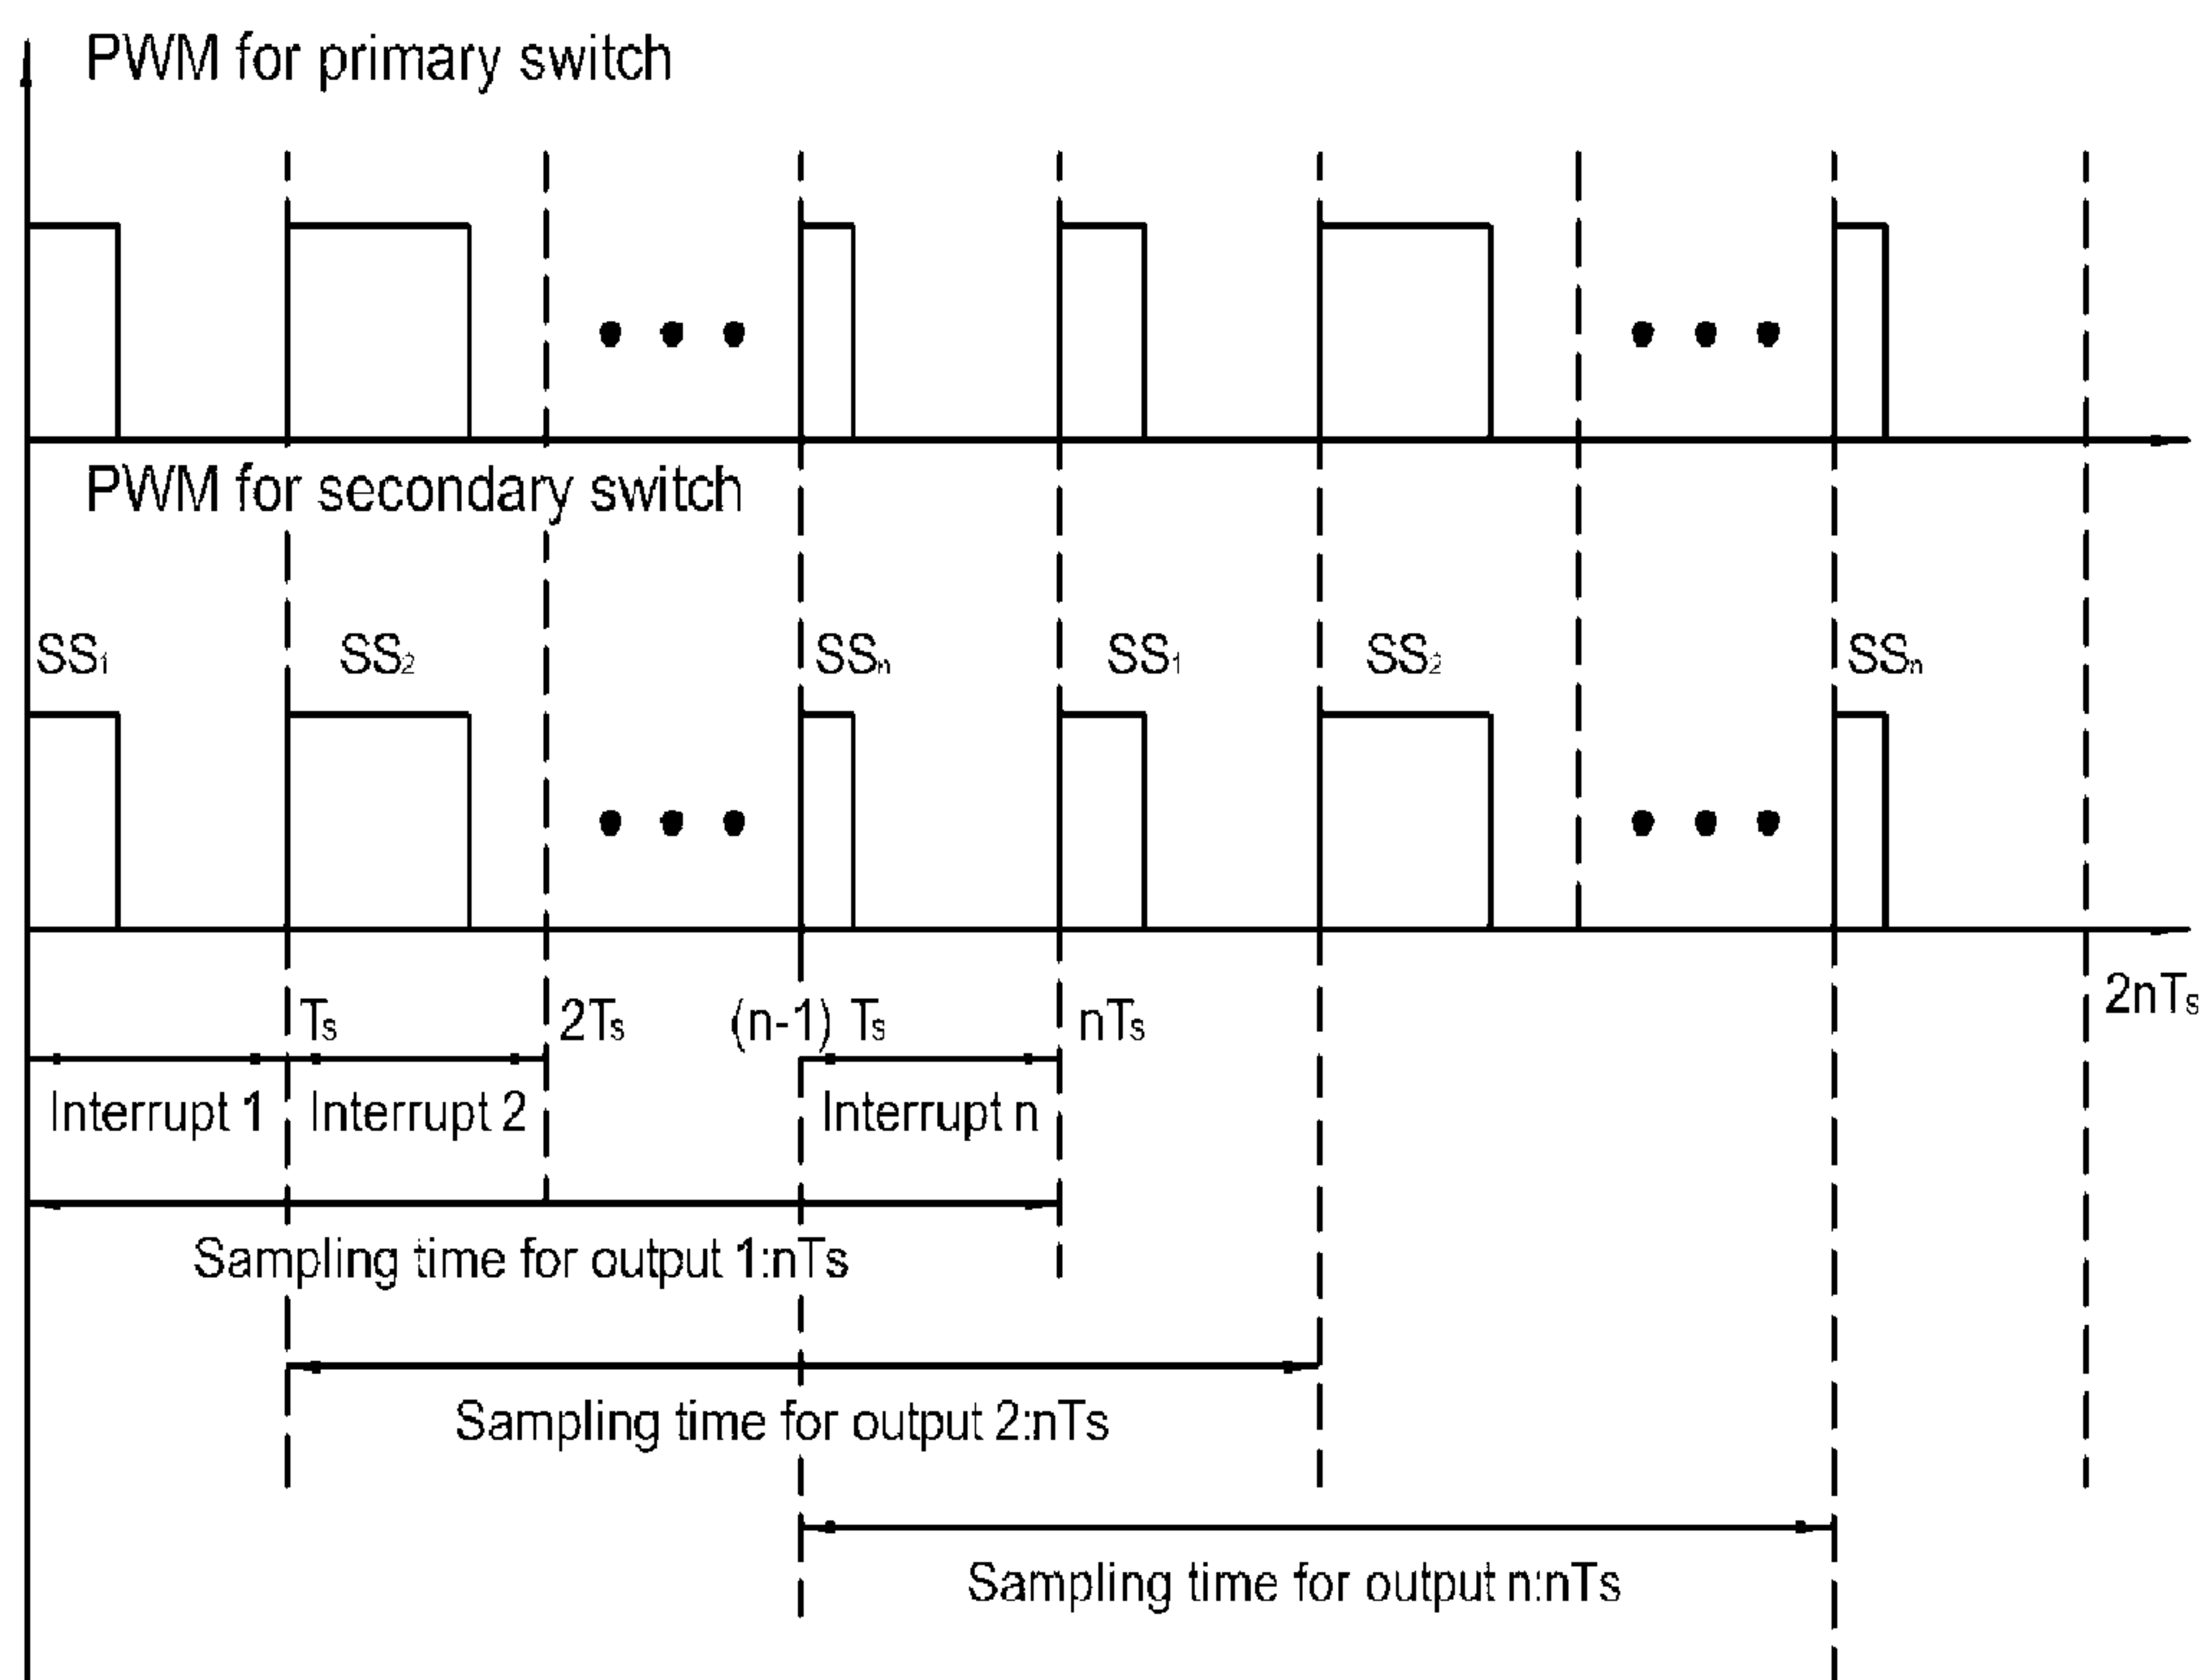 PWM for primary switch
PWM for secondary switch
SS₁ SS₂ SSₙ SS₁ SS₂ SSₙ
Ts 2Ts (n-1) Ts nTs 2nTs
Interrupt 1 Interrupt 2 Interrupt n
Sampling time for output 1:nTs
Sampling time for output 2:nTs
Sampling time for output n:nTs